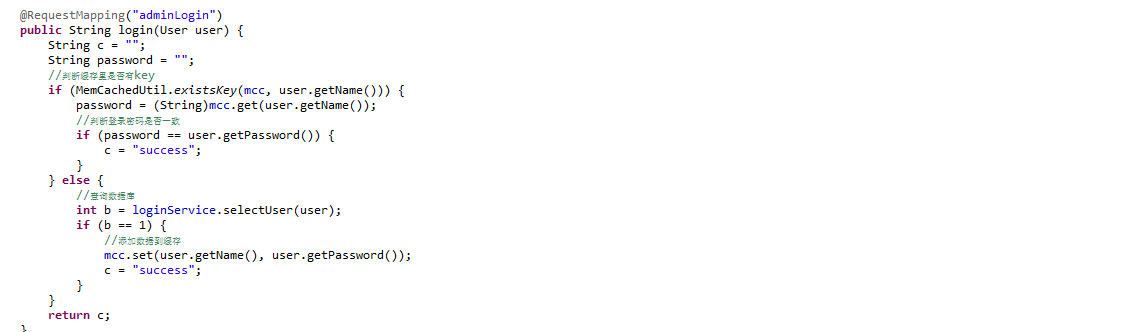 @RequestMapping("adminLogin")
public String login(User user) {
String c = "";
String password = "";
//判断缓存里是否有key
if (MemCachedUtil.existsKey(mcc, user.getName())) {
password = (String)mcc.get(user.getName());
//判断登录密码是否一致
if (password == user.getPassword()) {
c = "success";
}
} else {
//查询数据库
int b = loginService.selectUser(user);
if (b == 1) {
//添加数据到缓存
mcc.set(user.getName(), user.getPassword());
c = "success";
}
}
return c;
}